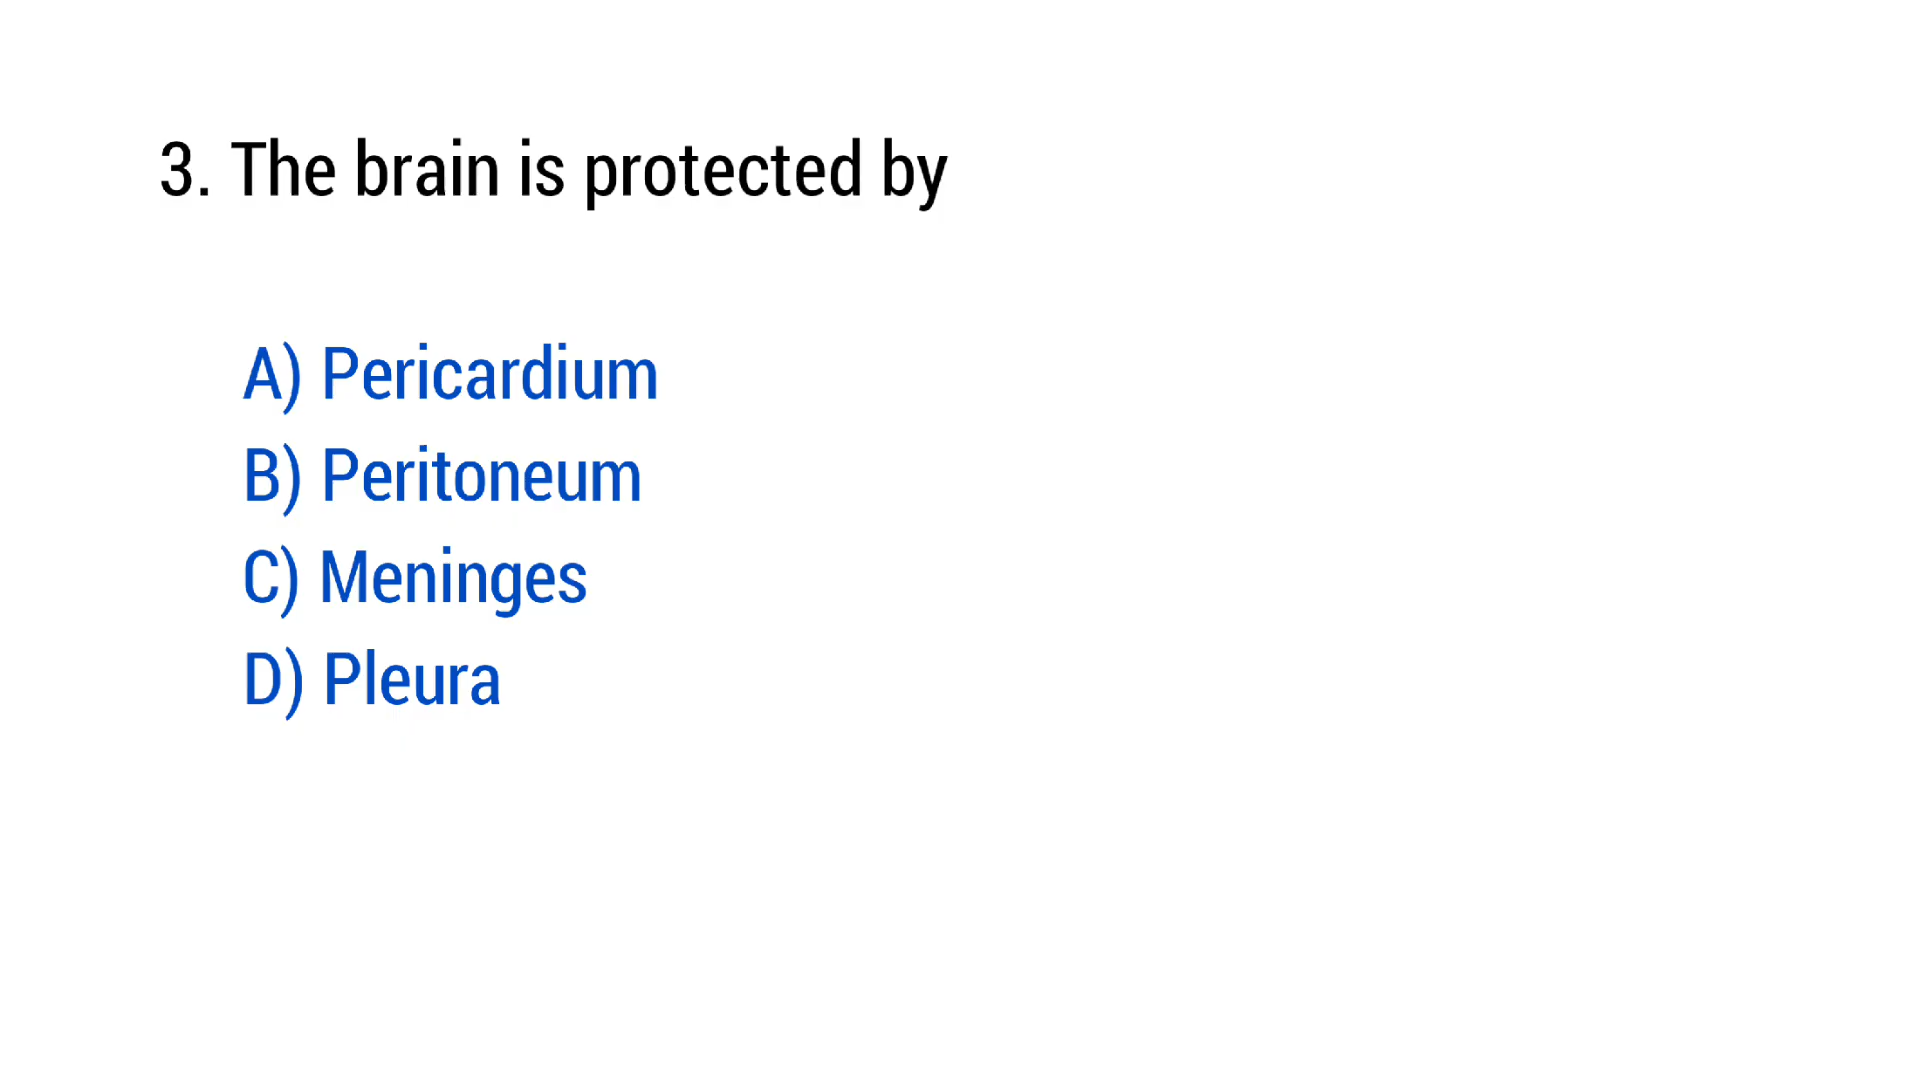 3. The brain is protected by
A) Pericardium
B) Peritoneum
C) Meninges
D) Pleura